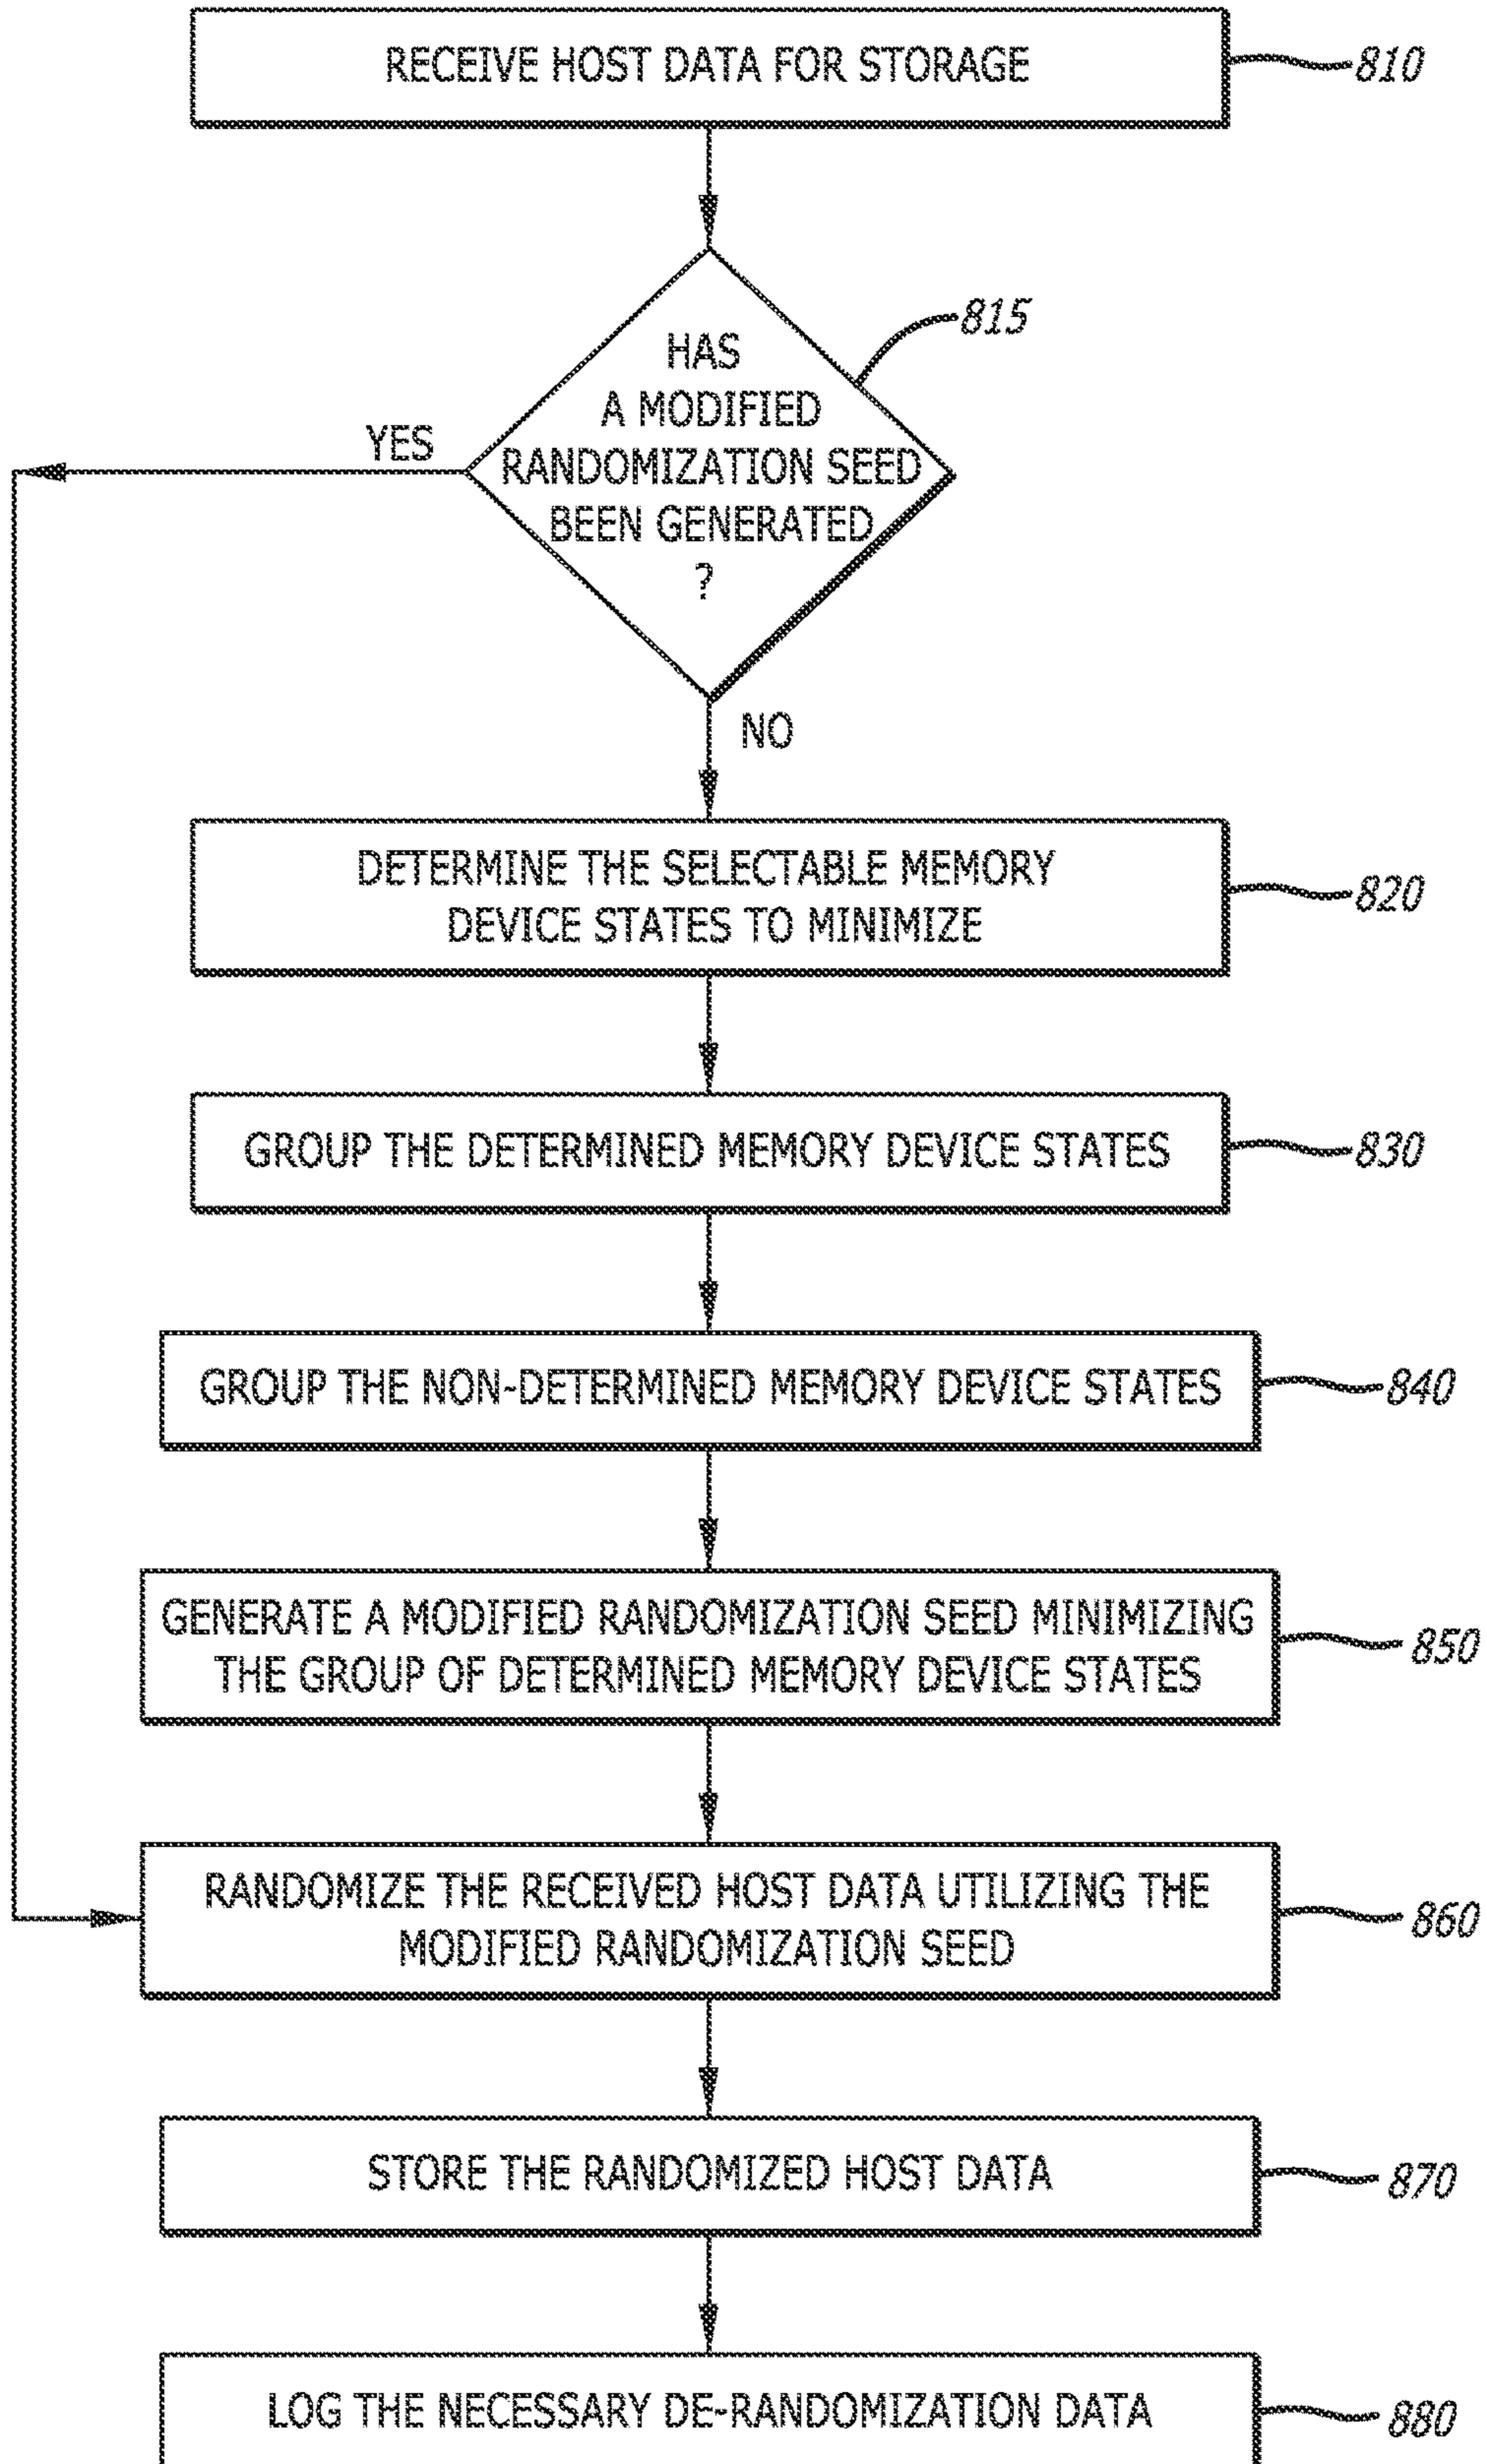 RECEIVE HOST DATA FOR STORAGE
810
HAS
A MODIFIED
RANDOMIZATION SEED
BEEN GENERATED
?
815
YES
NO
DETERMINE THE SELECTABLE MEMORY
DEVICE STATES TO MINIMIZE
820
GROUP THE DETERMINED MEMORY DEVICE STATES
830
GROUP THE NON-DETERMINED MEMORY DEVICE STATES
840
GENERATE A MODIFIED RANDOMIZATION SEED MINIMIZING
THE GROUP OF DETERMINED MEMORY DEVICE STATES
850
RANDOMIZE THE RECEIVED HOST DATA UTILIZING THE
MODIFIED RANDOMIZATION SEED
860
STORE THE RANDOMIZED HOST DATA
870
LOG THE NECESSARY DE-RANDOMIZATION DATA
880